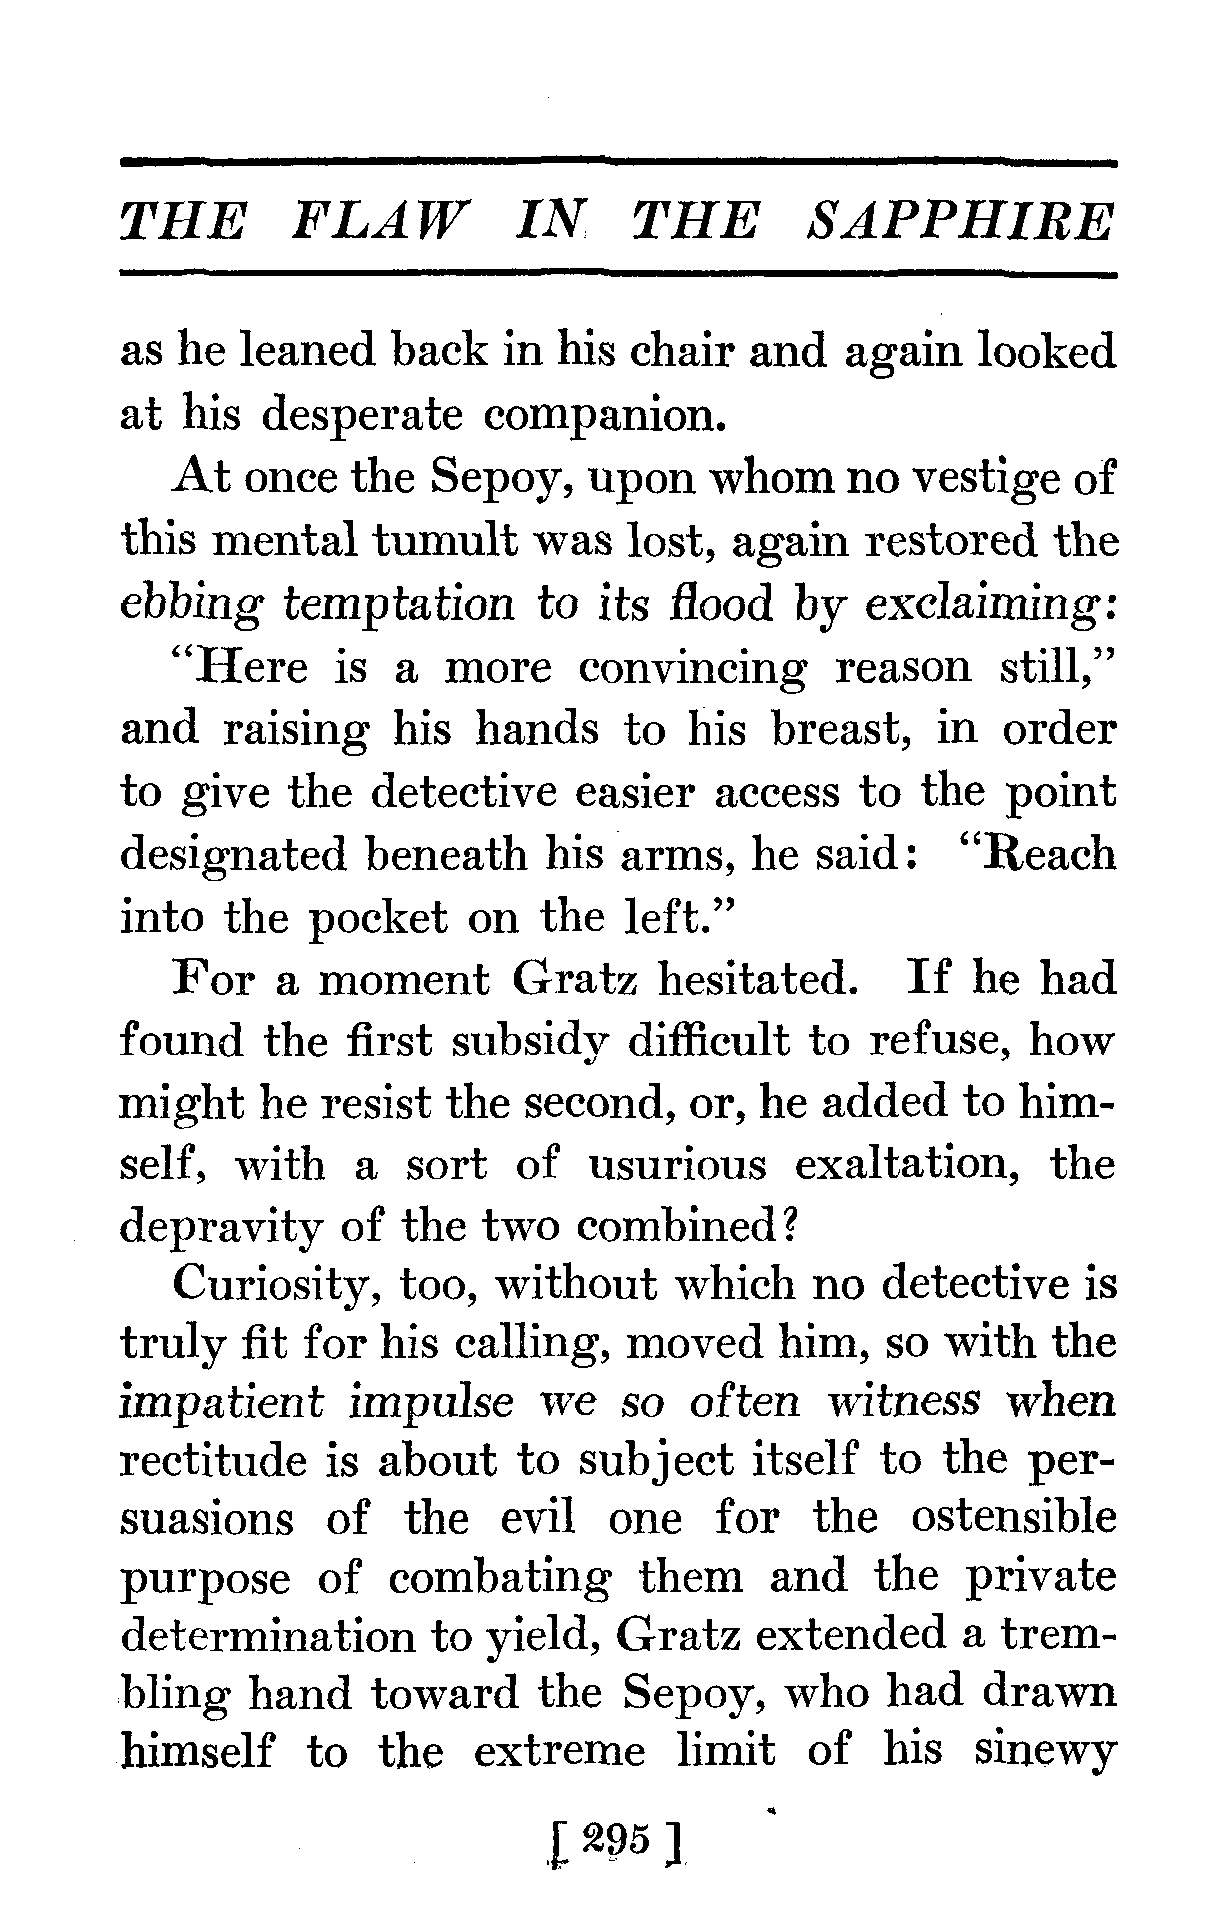 THE FLAW IN THE SAPPHIRE
as he leaned back in his chair and again looked
at his desperate companion.
At once the Sepoy, upon whom no vestige of
this mental tumult was lost, again restored the
ebbing temptation to its flood by exclaiming:
“Here is a more convincing reason still,”
and raising his hands to his breast, in order
to give the detective easier access to the point
designated beneath his arms, he said: “Reach
into the pocket on the left.”
For a moment Gratz hesitated. If he had
found the first subsidy difficult to refuse, how
might he resist the second, or, he added to him-
self, with a sort of usurious exaltation, the
depravity of the two combined?
Curiosity, too, without which no detective is
truly fit for his calling, moved him, so with the
impatient impulse we so often witness when
rectitude is about to subject itself to the per-
suasions of the evil one for the ostensible
purpose of combating them and the private
determination to yield, Gratz extended a trem-
bling hand toward the Sepoy, who had drawn
himself to the extreme limit of his sinewy
[ 295 ]